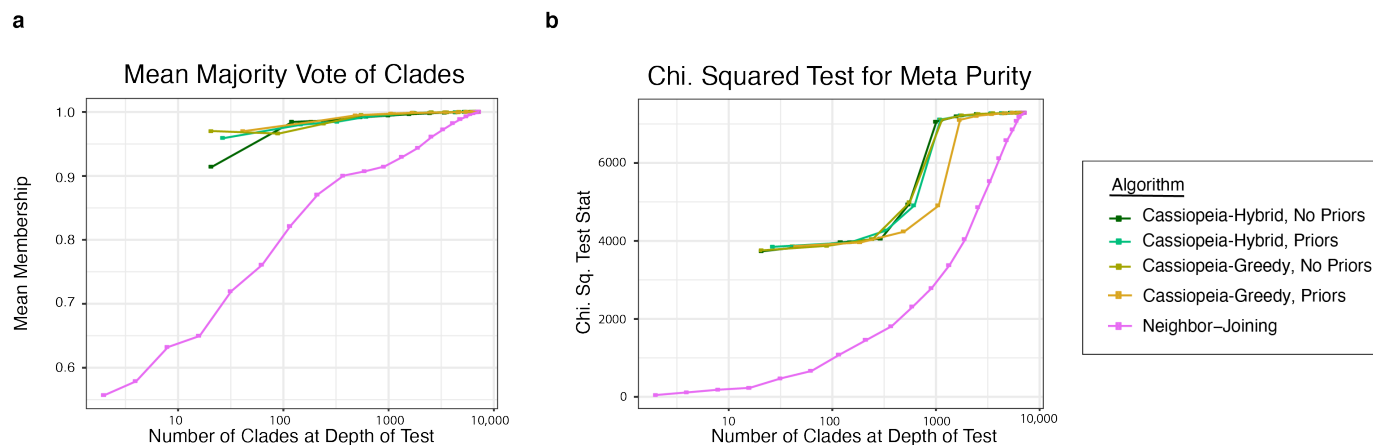 a
b
Mean Majority Vote of Clades
Mean Membership
1.0
0.9
0.8
0.7
0.6
10
100
1000
10,000
Number of Clades at Depth of Test
Chi. Squared Test for Meta Purity
Chi. Sq. Test Stat
6000
4000
2000
0
10
100
1000
10,000
Number of Clades at Depth of Test
Algorithm
Cassiopeia-Hybrid, No Priors
Cassiopeia-Hybrid, Priors
Cassiopeia-Greedy, No Priors
Cassiopeia-Greedy, Priors
Neighbor−Joining